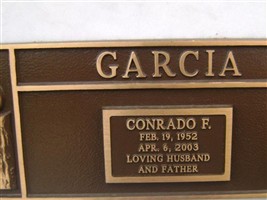 GARCIA
CONRADO F.
FEB. 19, 1952
APR. 6, 2003
LOVING HUSBAND
AND FATHER